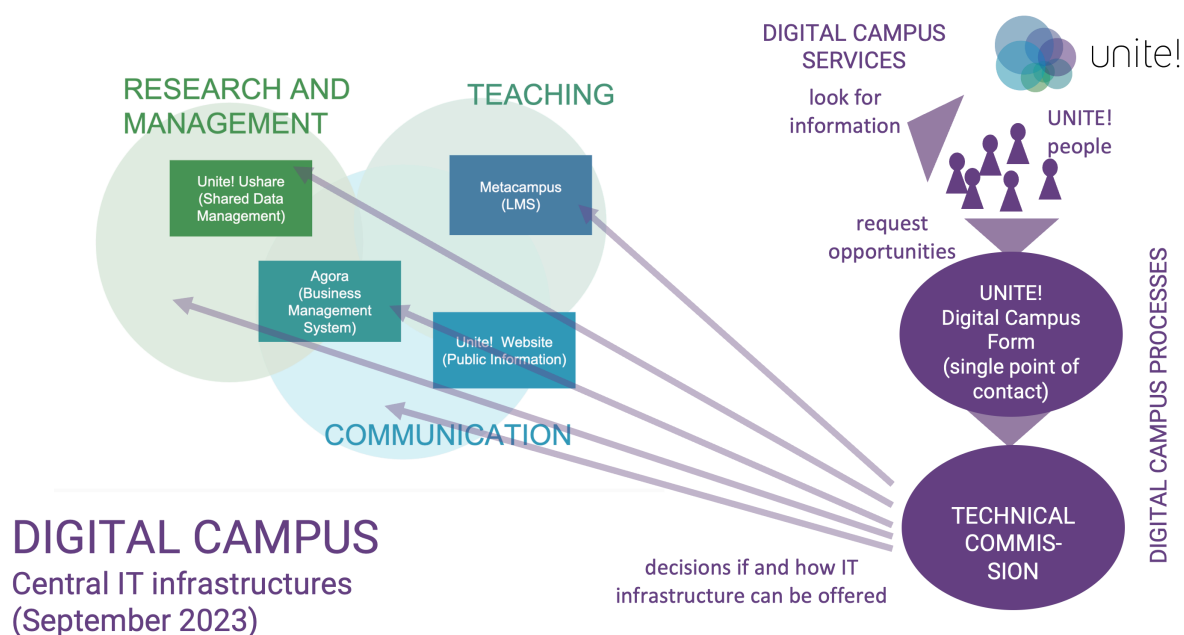 DIGITAL CAMPUS
SERVICES
unite!
look for
information
UNITE!
people
RESEARCH AND
MANAGEMENT
TEACHING
Unite! Ushare
(Shared Data
Management)
Metacampus
(LMS)
Agora
(Business
Management
System)
Unite! Website
(Public Information)
COMMUNICATION
request
opportunities
UNITE!
Digital Campus
Form
(single point of
contact)
DIGITAL CAMPUS PROCESSES
TECHNICAL
COMMIS-
SION
decisions if and how IT
infrastructure can be offered
DIGITAL CAMPUS
Central IT infrastructures
(September 2023)